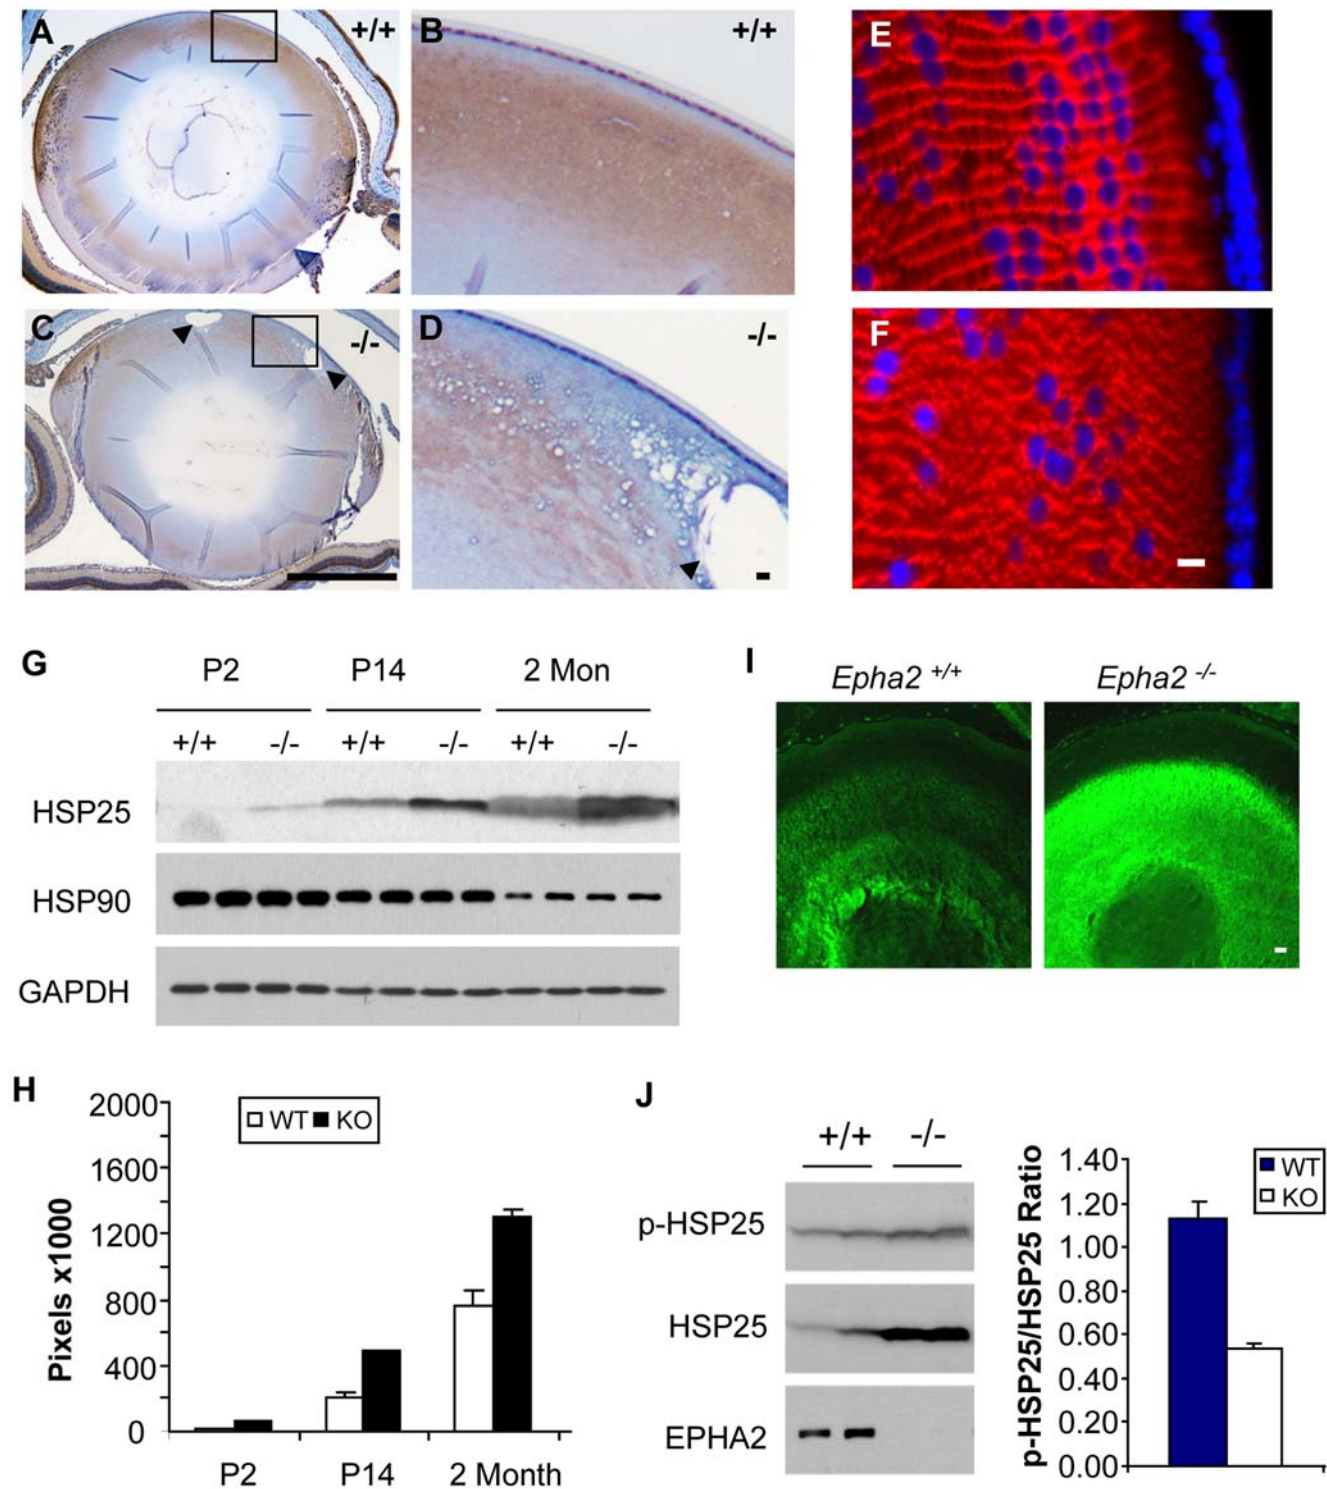 A
+/+
B
+/+
E
C
-/-
D
-/-
F
G
P2
P14
2 Mon
+/+
-/-
+/+
-/-
+/+
-/-
HSP25
HSP90
GAPDH
I
Epha2 +/+
Epha2 -/-
H
2000
1600
1200
800
400
0
Pixels x1000
WT
KO
P2
P14
2 Month
J
+/+
-/-
p-HSP25
HSP25
EPHA2
p-HSP25/HSP25 Ratio
1.40
1.20
1.00
0.80
0.60
0.40
0.20
0.00
WT
KO